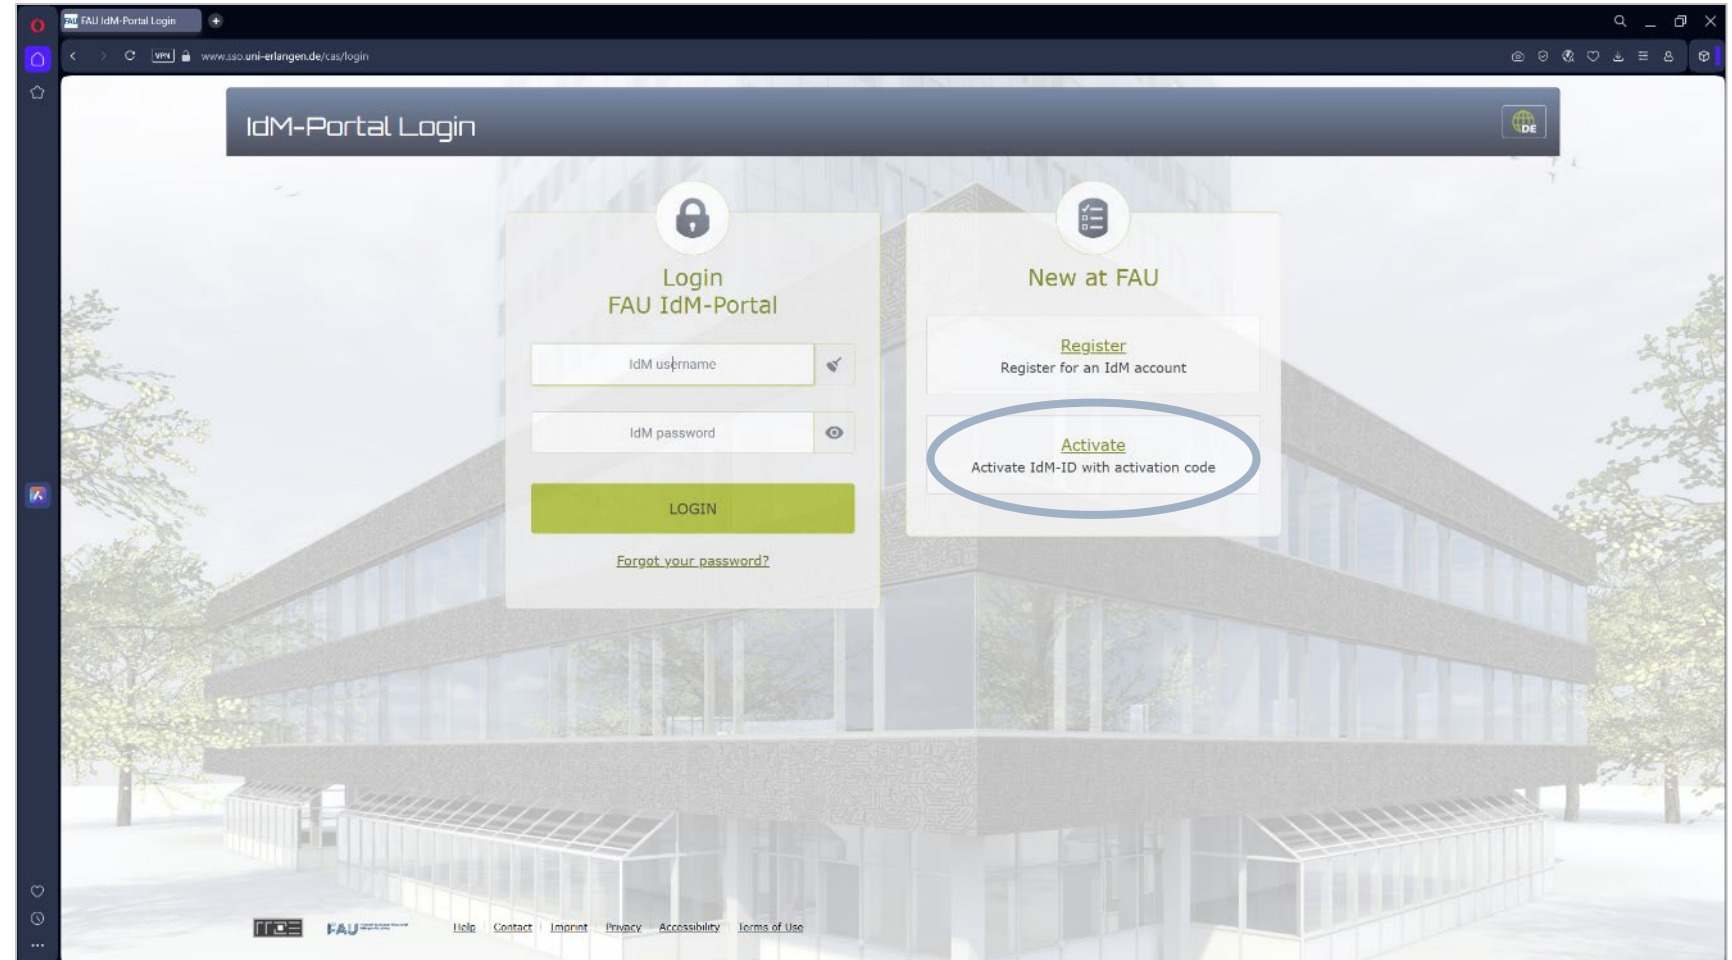 FAU FAU IdM-Portal Login
VPN www.sso.uni-erlangen.de/cas/login
IdM-Portal Login
DE
Login
FAU IdM-Portal
IdM username
IdM password
LOGIN
Forgot your password?
New at FAU
Register
Register for an IdM account
Activate
Activate IdM-ID with activation code
FAU
Help Contact Imprint Privacy Accessibility Terms of Use